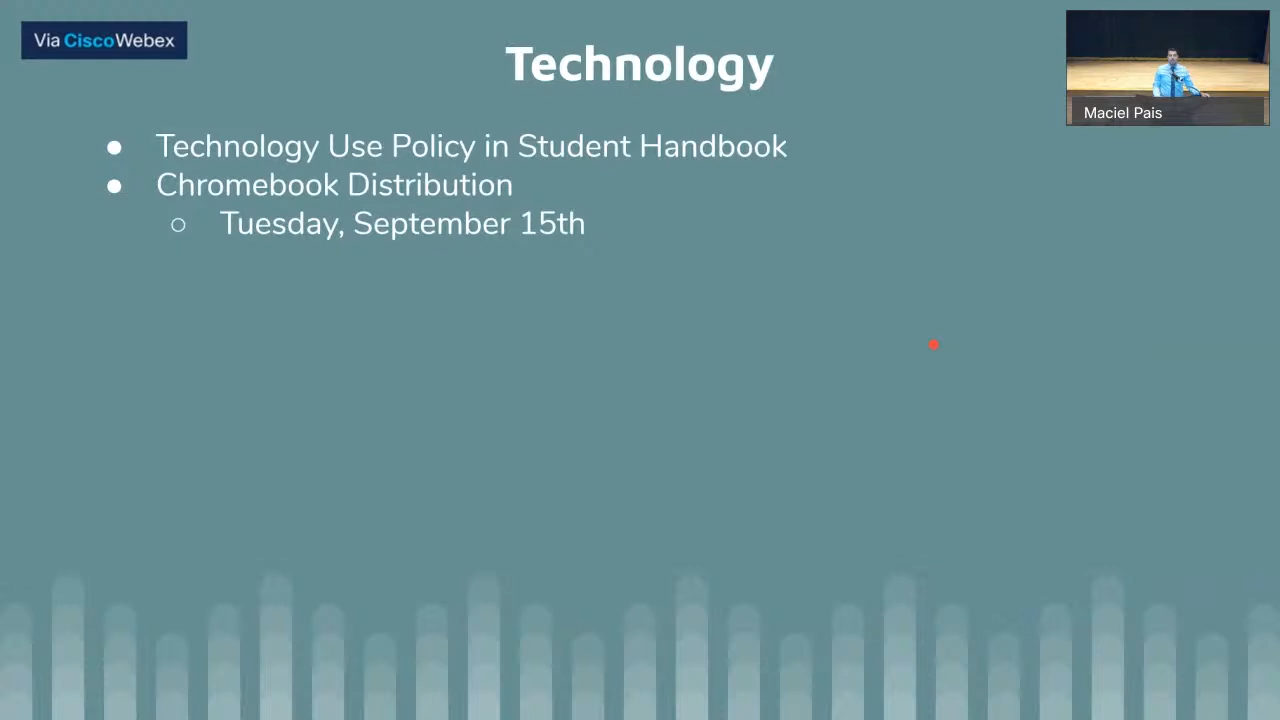 Via CiscoWebex
Technology
Maciel Pais
● Technology Use Policy in Student Handbook
● Chromebook Distribution
○ Tuesday, September 15th